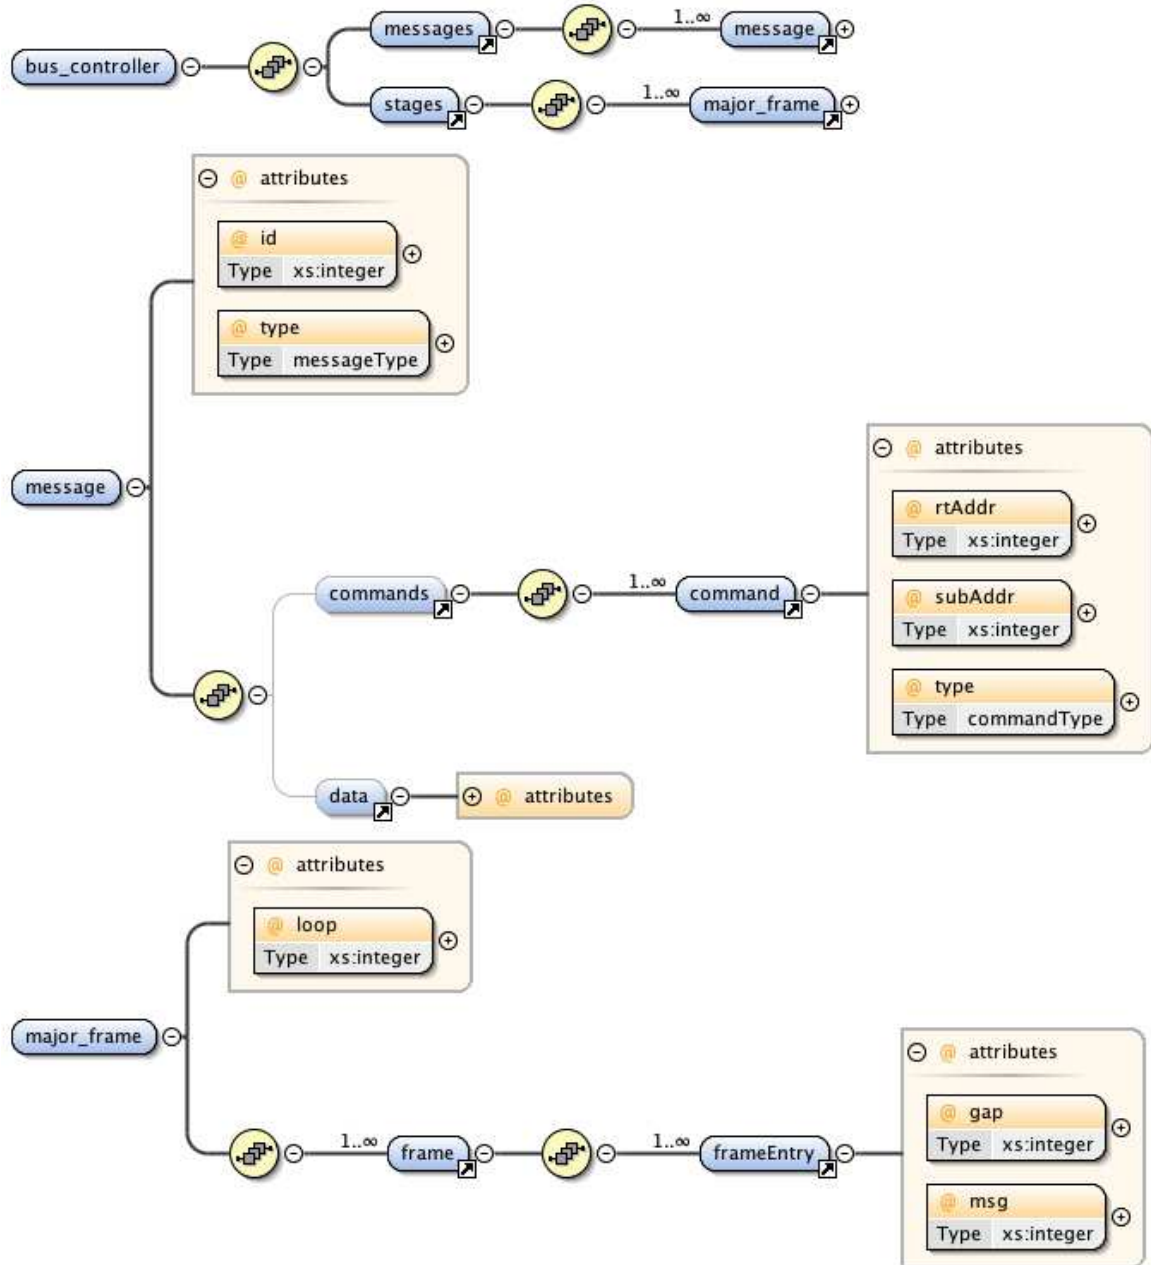 messages 1..∞ message
bus_controller
stages 1..∞ major_frame
@ attributes
@ id
Type xs:integer
@ type
Type messageType
message
@ attributes
@ rtAddr
Type xs:integer
commands 1..∞ command
@ subAddr
Type xs:integer
@ type
Type commandType
data @ attributes
@ attributes
@ loop
Type xs:integer
major_frame
@ attributes
@ gap
Type xs:integer
1..∞ frame 1..∞ frameEntry
@ msg
Type xs:integer